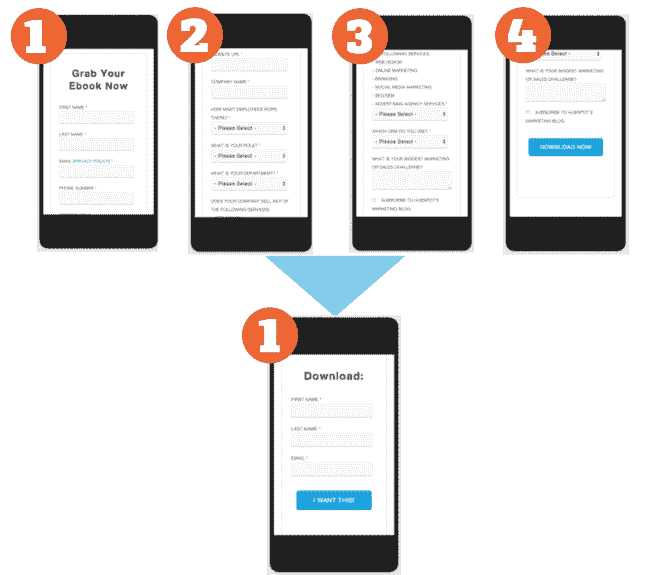 1
Grab Your
Ebook Now
FIRST NAME *
LAST NAME *
EMAIL (PRIVACY POLICY) *
PHONE NUMBER *
2
WEBSITE URL *
COMPANY NAME *
HOW MANY EMPLOYEES WORK
THERE? *
- Please Select -
WHAT IS YOUR ROLE? *
- Please Select -
WHAT IS YOUR DEPARTMENT? *
- Please Select -
DOES YOUR COMPANY SELL ANY OF
THE FOLLOWING SERVICES
3
FOLLOWING SERVICES
- WEB DESIGN
- ONLINE MARKETING
- BRANDING
- SOCIAL MEDIA MARKETING
- SEO/SEM
- ADVERTISING AGENCY SERVICES *
- Please Select -
WHICH CRM DO YOU USE? *
- Please Select -
WHAT IS YOUR BIGGEST MARKETING
OR SALES CHALLENGE?
SUBSCRIBE TO HUBSPOT'S
MARKETING BLOG
4
- Please Select -
WHAT IS YOUR BIGGEST MARKETING
OR SALES CHALLENGE?
SUBSCRIBE TO HUBSPOT'S
MARKETING BLOG
DOWNLOAD NOW
1
Download:
FIRST NAME *
LAST NAME *
EMAIL *
I WANT THIS!